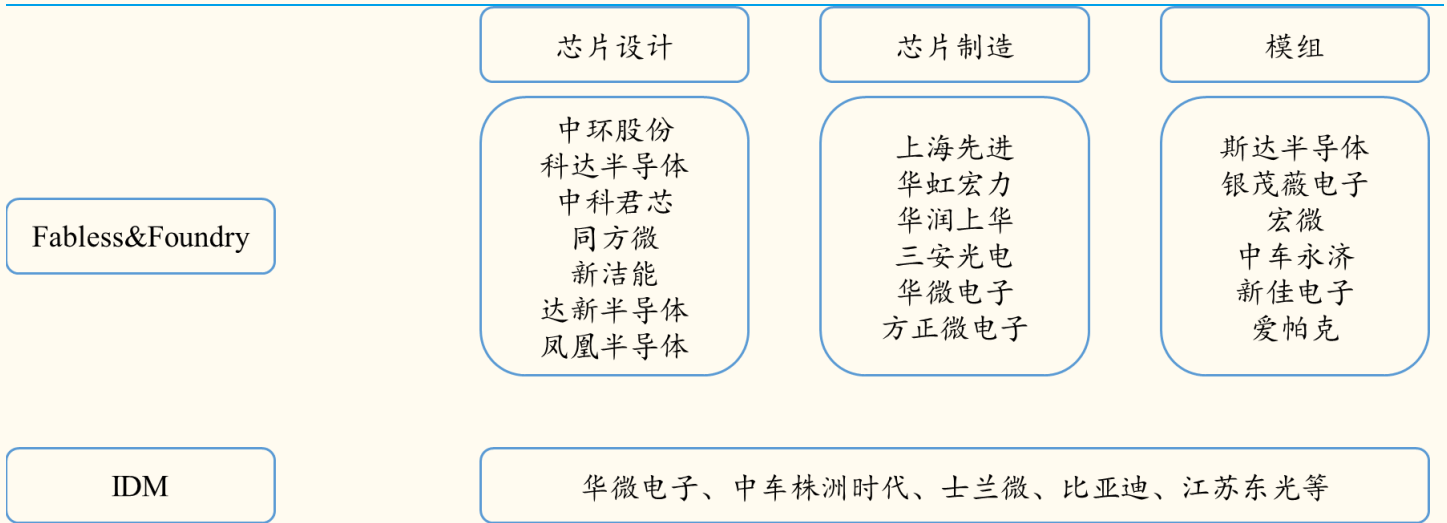 芯片设计
芯片制造
模组
Fabless&Foundry
中环股份
科达半导体
中科君芯
同方微
新洁能
达新半导体
凤凰半导体
上海先进
华虹宏力
华润上华
三安光电
华微电子
方正微电子
斯达半导体
银茂薇电子
宏微
中车永济
新佳电子
爱帕克
IDM
华微电子、中车株洲时代、士兰微、比亚迪、江苏东光等